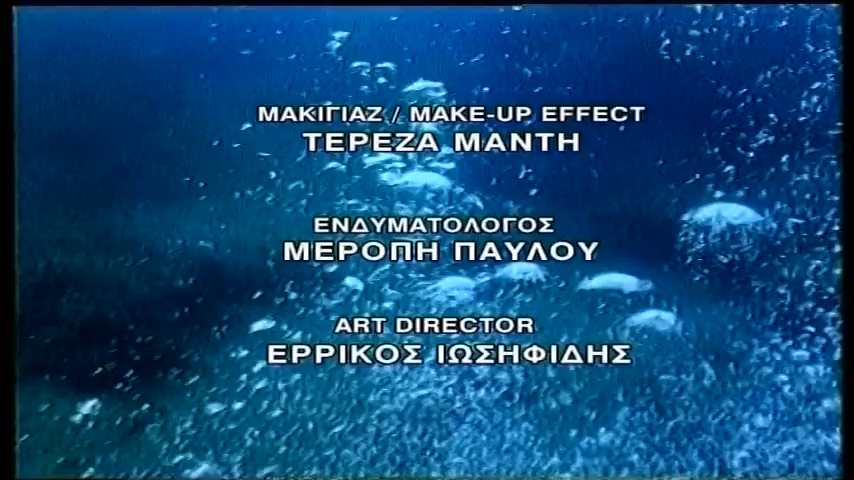 ΜΑΚΙΓΙΑΖ / MAKE-UP EFFECT
ΤΕΡΕΖΑ ΜΑΝΤΗ
ΕΝΔΥΜΑΤΟΛΟΓΟΣ
ΜΕΡΟΠΗ ΠΑΥΛΟΥ
ART DIRECTOR
ΕΡΡΙΚΟΣ ΙΩΣΗΦΙΔΗΣ